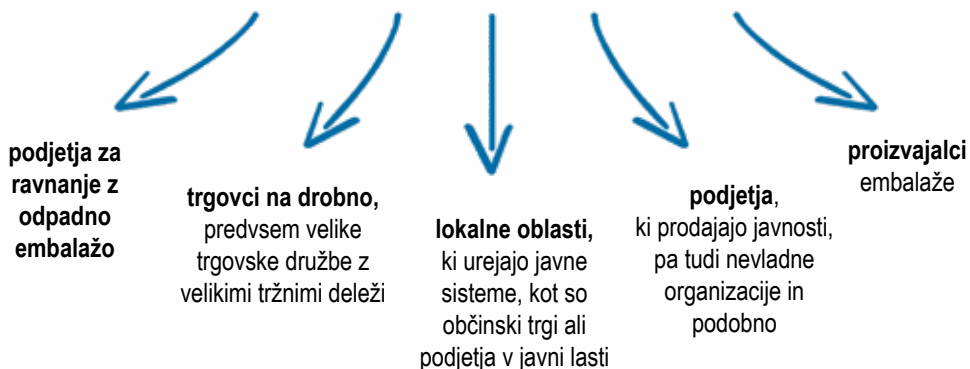 podjetja za
ravnanje z
odpadno
embalažo
trgovci na drobno,
predvsem velike
trgovske družbe z
velikimi tržnimi deleži
lokalne oblasti,
ki urejajo javne
sisteme, kot so
občinski trgi ali
podjetja v javni lasti
podjetja,
ki prodajajo javnosti,
pa tudi nevladne
organizacije in
podobno
proizvajalci
embalaže